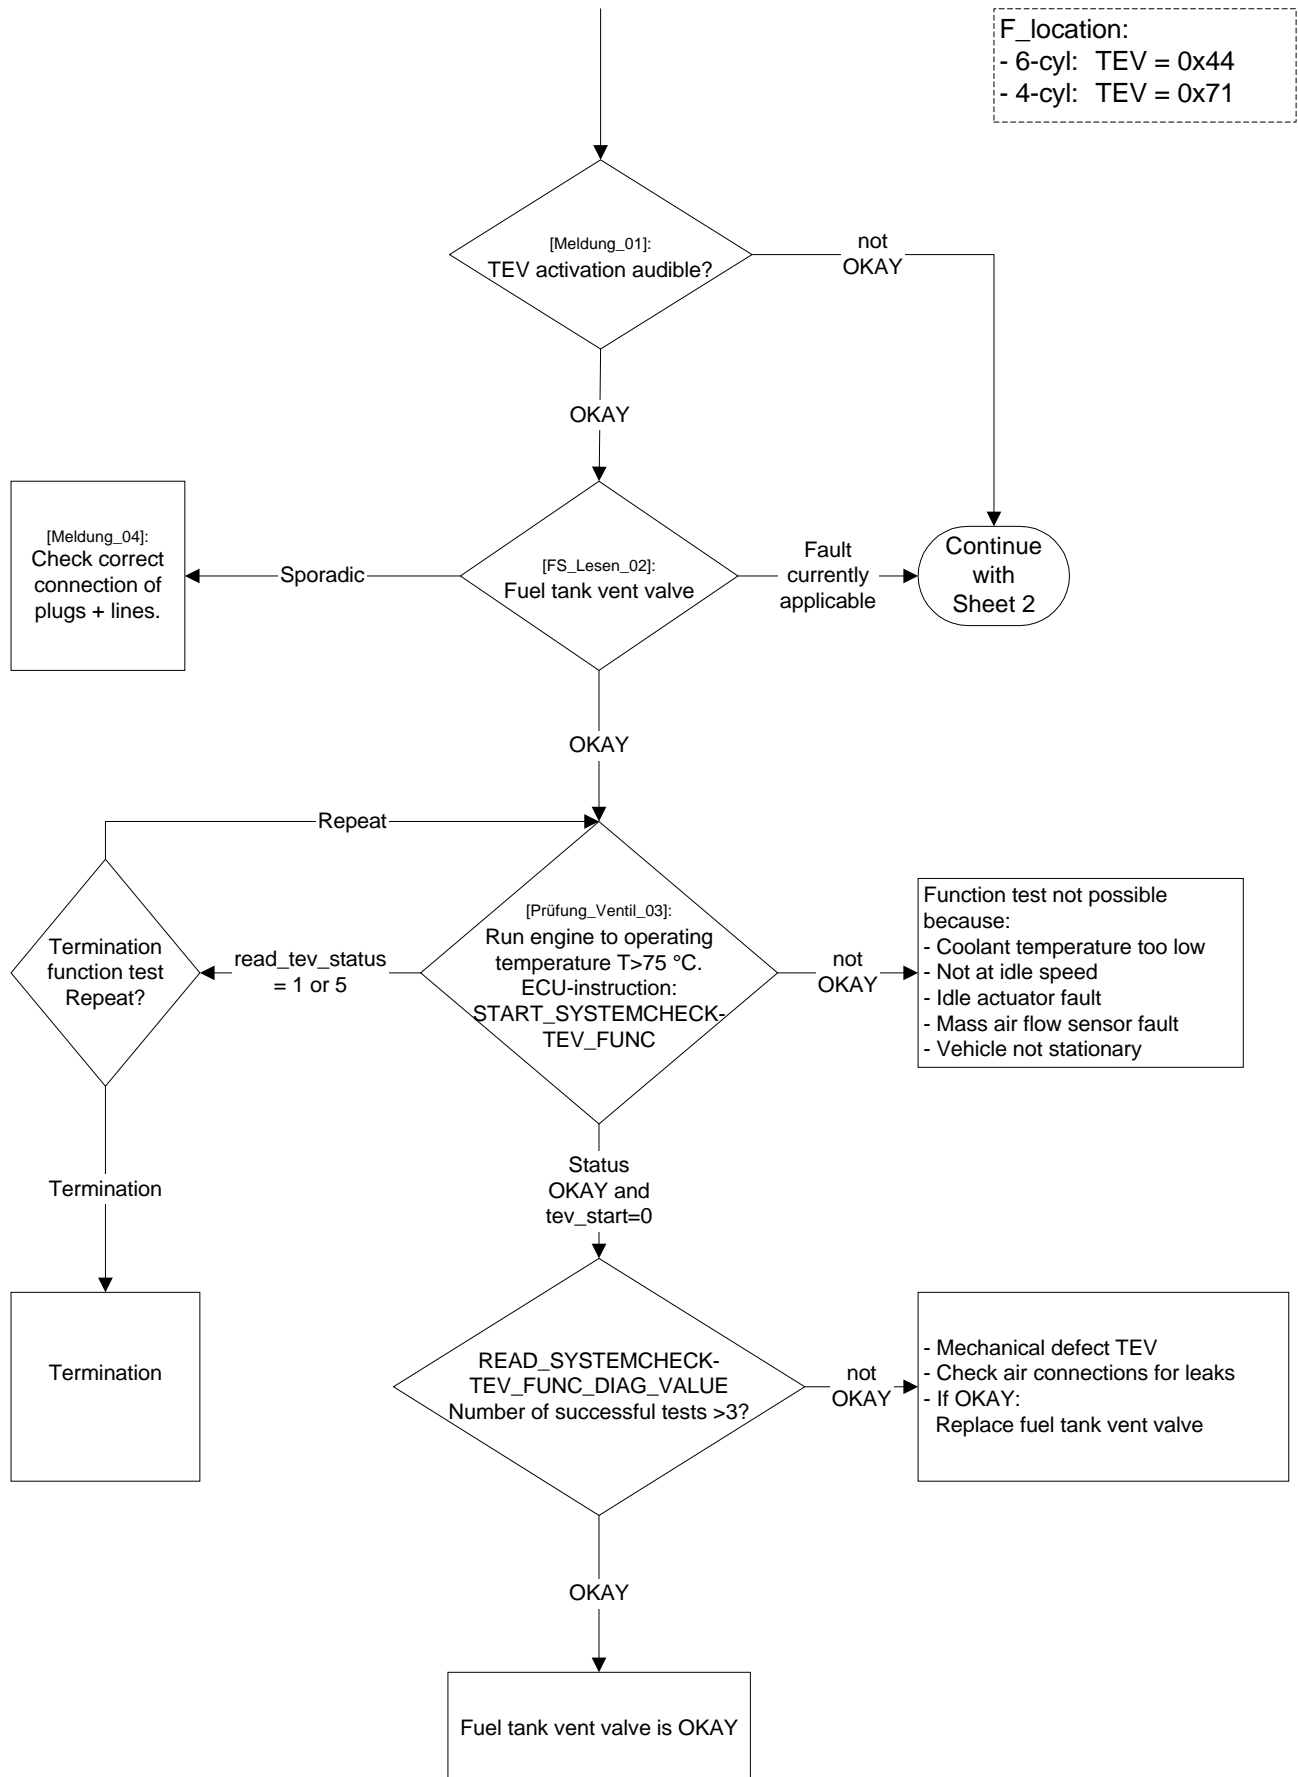 F_location:
- 6-cyl: TEV = 0x44
- 4-cyl: TEV = 0x71
[Meldung_01]:
TEV activation audible?
not
OKAY
OKAY
[Meldung_04]:
Check correct
connection of
plugs + lines.
Sporadic
[FS_Lesen_02]:
Fuel tank vent valve
Fault
currently
applicable
Continue
with
Sheet 2
OKAY
Repeat
Termination
function test
Repeat?
read_tev_status
= 1 or 5
[Prüfung_Ventil_03]:
Run engine to operating
temperature T>75 °C.
ECU-instruction:
START_SYSTEMCHECK-
TEV_FUNC
not
OKAY
Function test not possible
because:
- Coolant temperature too low
- Not at idle speed
- Idle actuator fault
- Mass air flow sensor fault
- Vehicle not stationary
Termination
Status
OKAY and
tev_start=0
Termination
READ_SYSTEMCHECK-
TEV_FUNC_DIAG_VALUE
Number of successful tests >3?
not
OKAY
- Mechanical defect TEV
- Check air connections for leaks
- If OKAY:
Replace fuel tank vent valve
OKAY
Fuel tank vent valve is OKAY